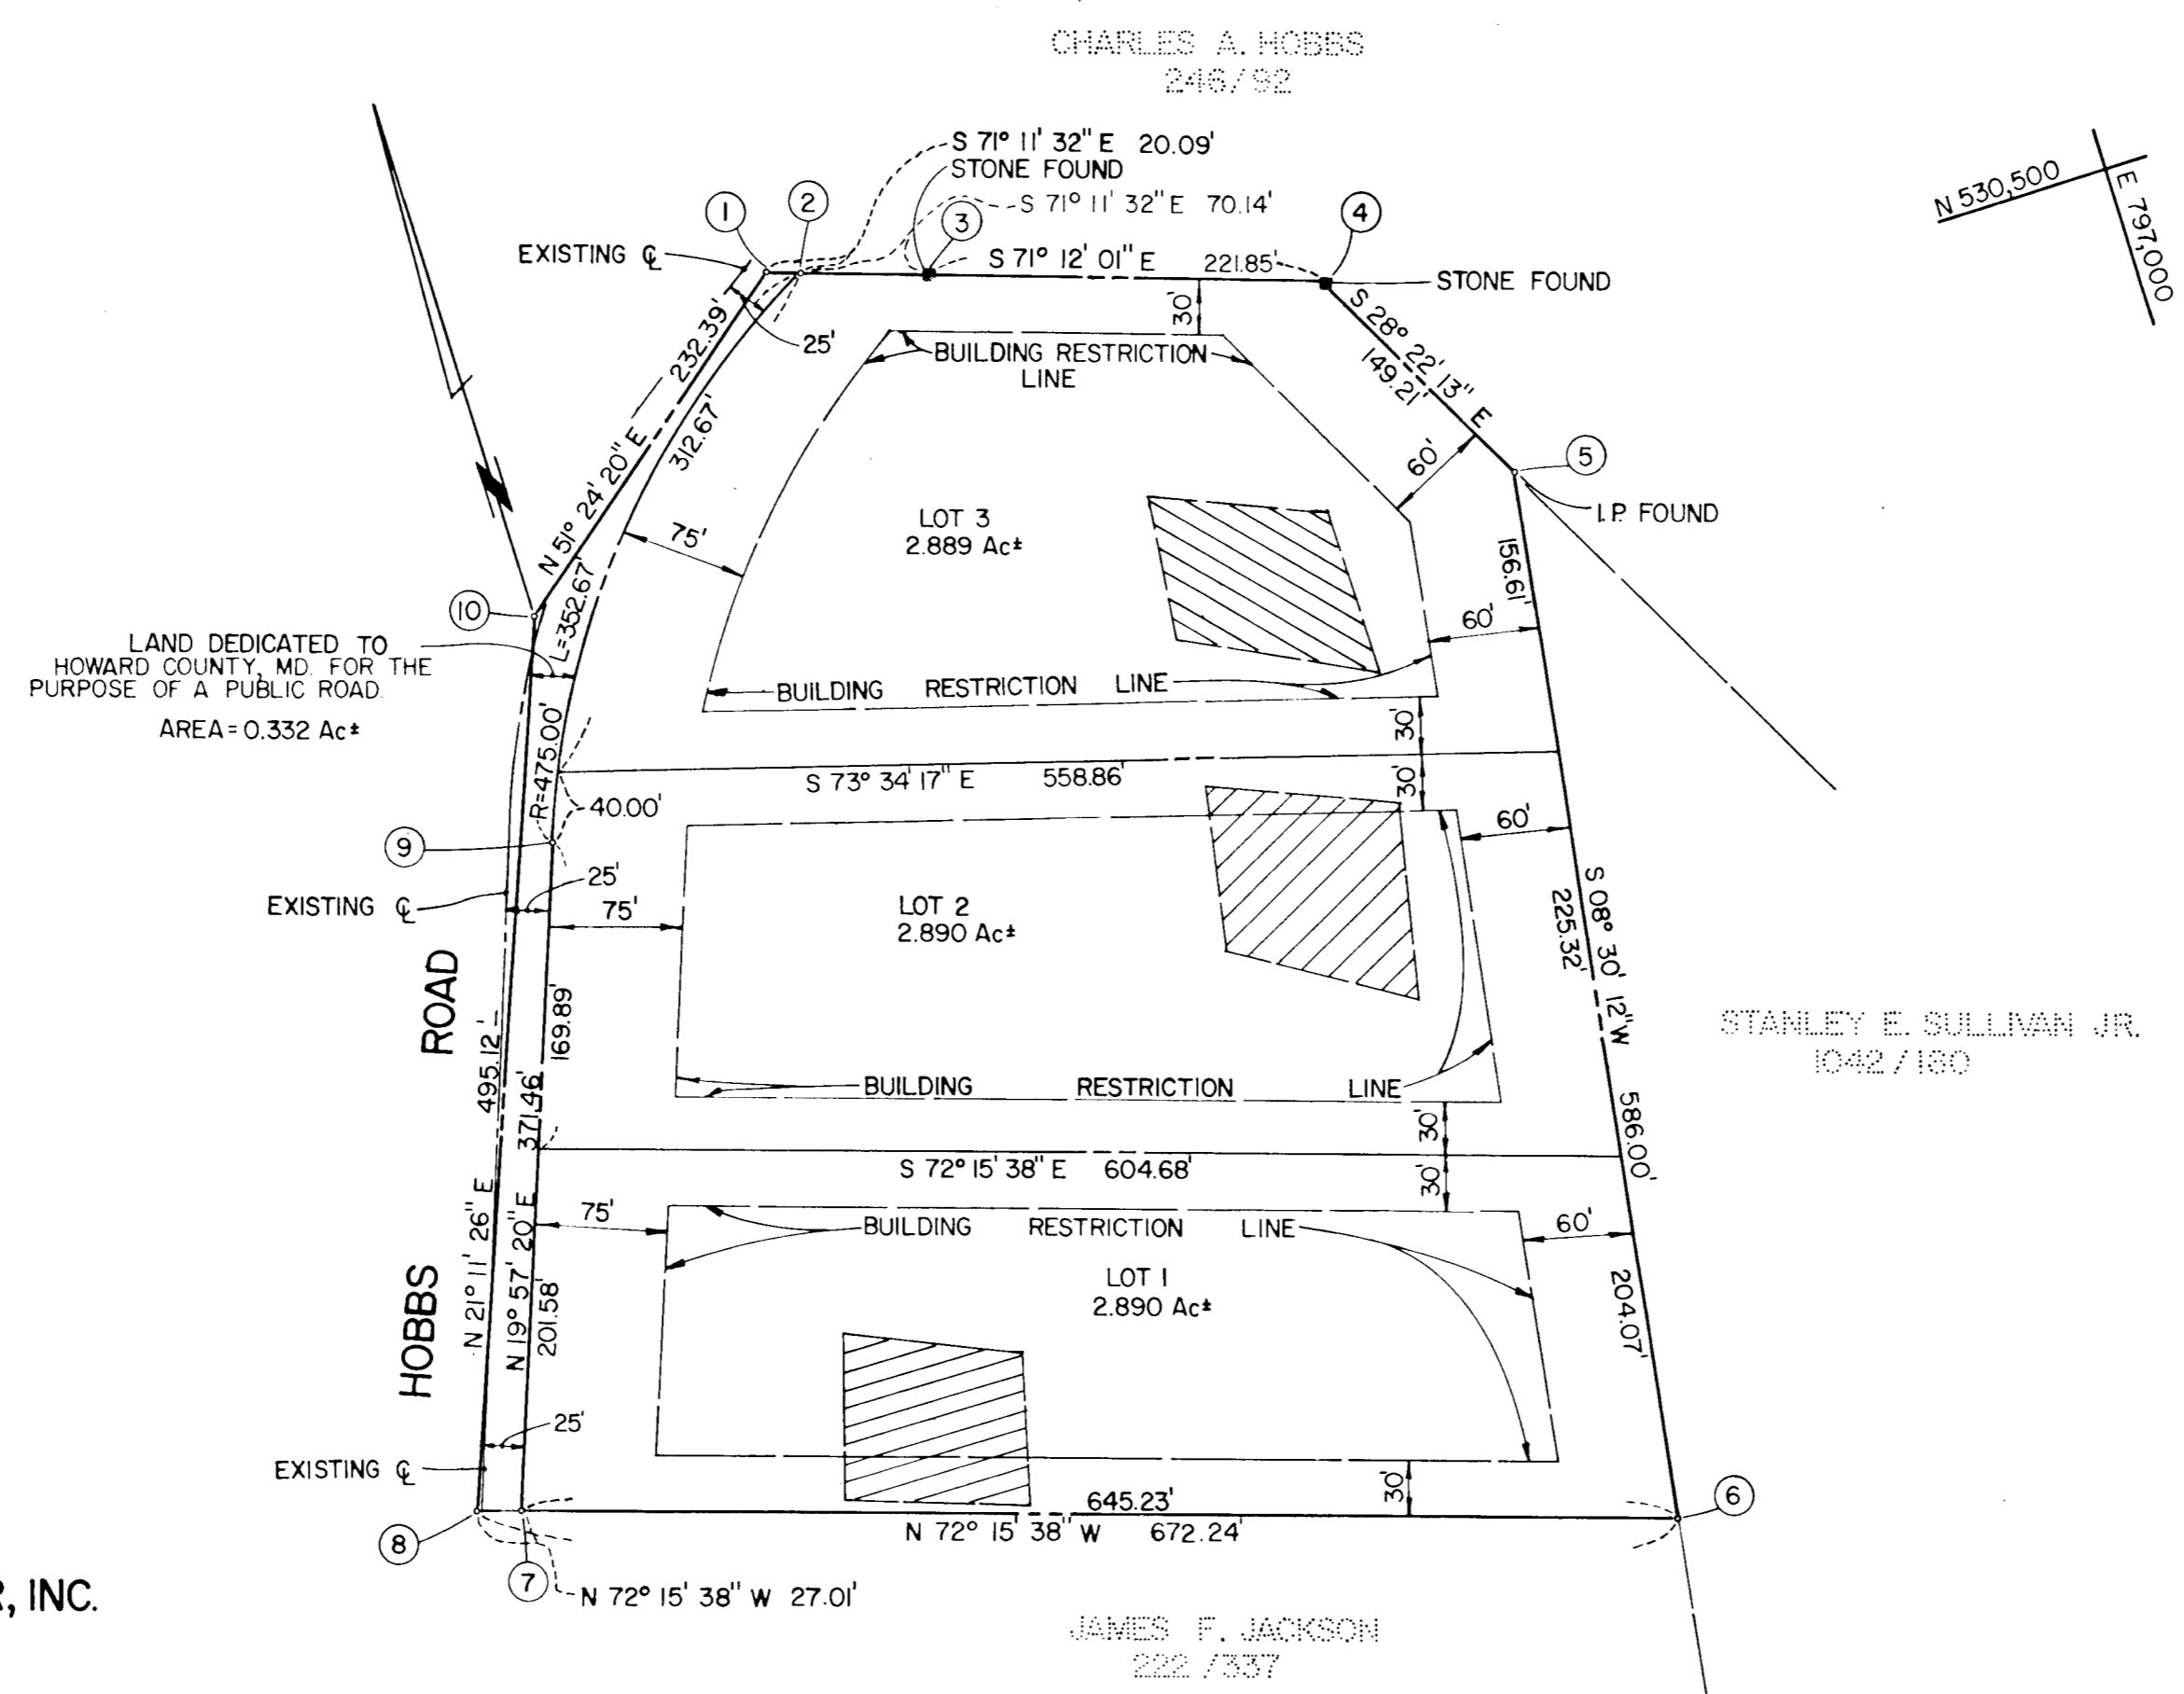 CHARLES A. HOBBS
246/92
S 71° 11' 32" E 20.09'
STONE FOUND
S 71° 11' 32" E 70.14'
1
2
3
4
EXISTING ℄
S 71° 12' 01" E 221.85'
STONE FOUND
N 530,500
E 797,000
30'
25'
232.39'
N 51° 24' 20" E
312.67'
BUILDING RESTRICTION
LINE
S 28° 22' 13" E
149.21'
60'
5
I.P. FOUND
75'
LOT 3
2.889 Ac±
156.61'
60'
10
LAND DEDICATED TO
HOWARD COUNTY, MD. FOR THE
PURPOSE OF A PUBLIC ROAD.
AREA = 0.332 Ac±
L=352.67'
R=475.00'
BUILDING RESTRICTION LINE
30'
S 73° 34' 17" E 558.86'
30'
40.00'
60'
9
25'
EXISTING ℄
75'
LOT 2
2.890 Ac±
S 08° 30' 12" W
225.32'
586.00'
HOBBS ROAD
495.12'
N 21° 11' 26" E
169.89'
371.46'
N 19° 57' 20" E
201.58'
STANLEY E. SULLIVAN JR.
1042/180
BUILDING RESTRICTION LINE
30'
S 72° 15' 38" E 604.68'
30'
75'
BUILDING RESTRICTION LINE
60'
LOT 1
2.890 Ac±
204.07'
25'
EXISTING ℄
30'
645.23'
N 72° 15' 38" W 672.24'
6
8
7
N 72° 15' 38" W 27.01'
, INC.
JAMES F. JACKSON
222/337